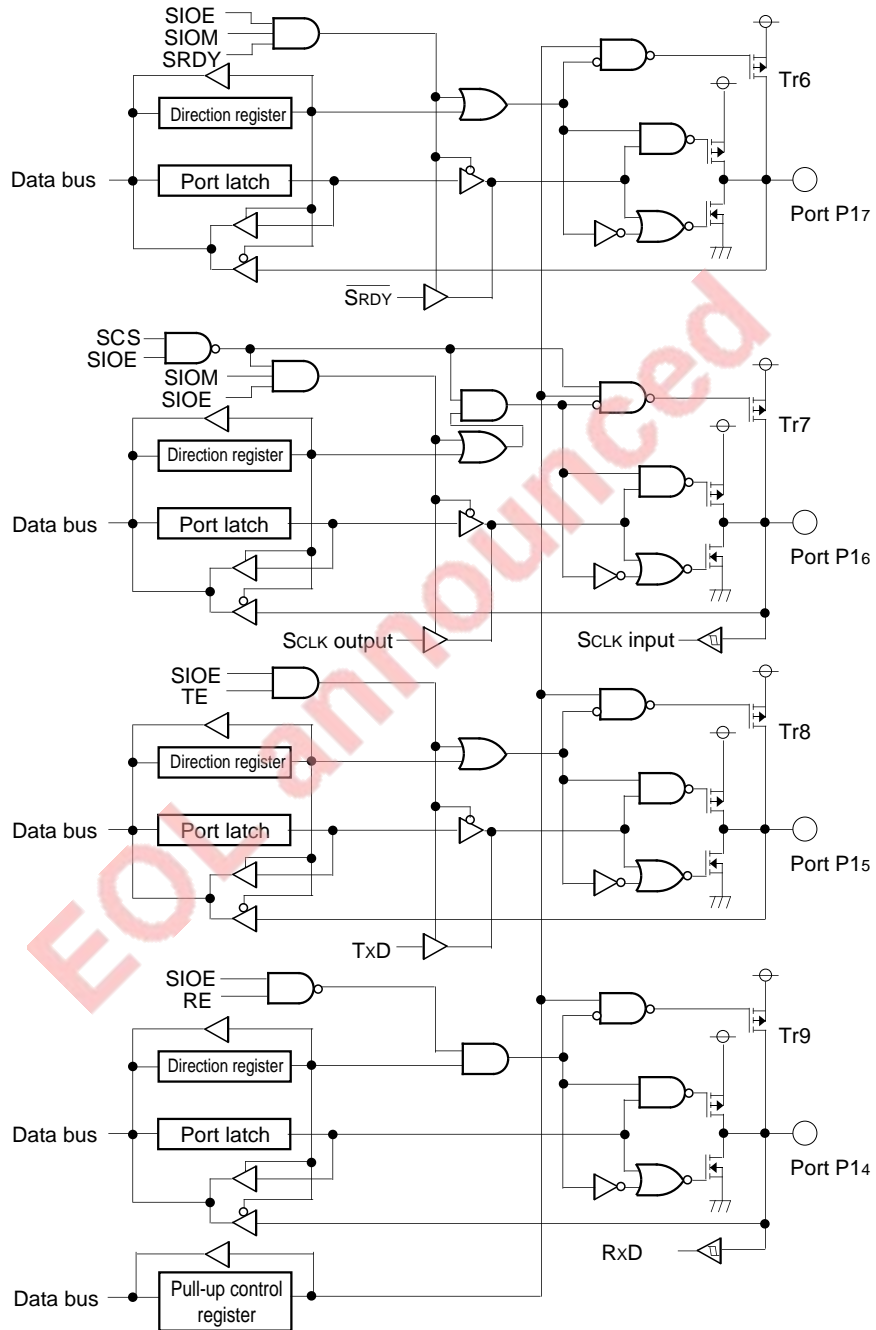 SIOE
SIOM
SRDY
Tr6
Direction register
Data bus
Port latch
Port P17
SRDY
SCS
SIOE
SIOM
SIOE
Tr7
Direction register
Data bus
Port latch
Port P16
SCLK output
SCLK input
SIOE
TE
Tr8
Direction register
Data bus
Port latch
Port P15
TXD
SIOE
RE
Tr9
Direction register
Data bus
Port latch
Port P14
RXD
Data bus
Pull-up control
register
EOL announced